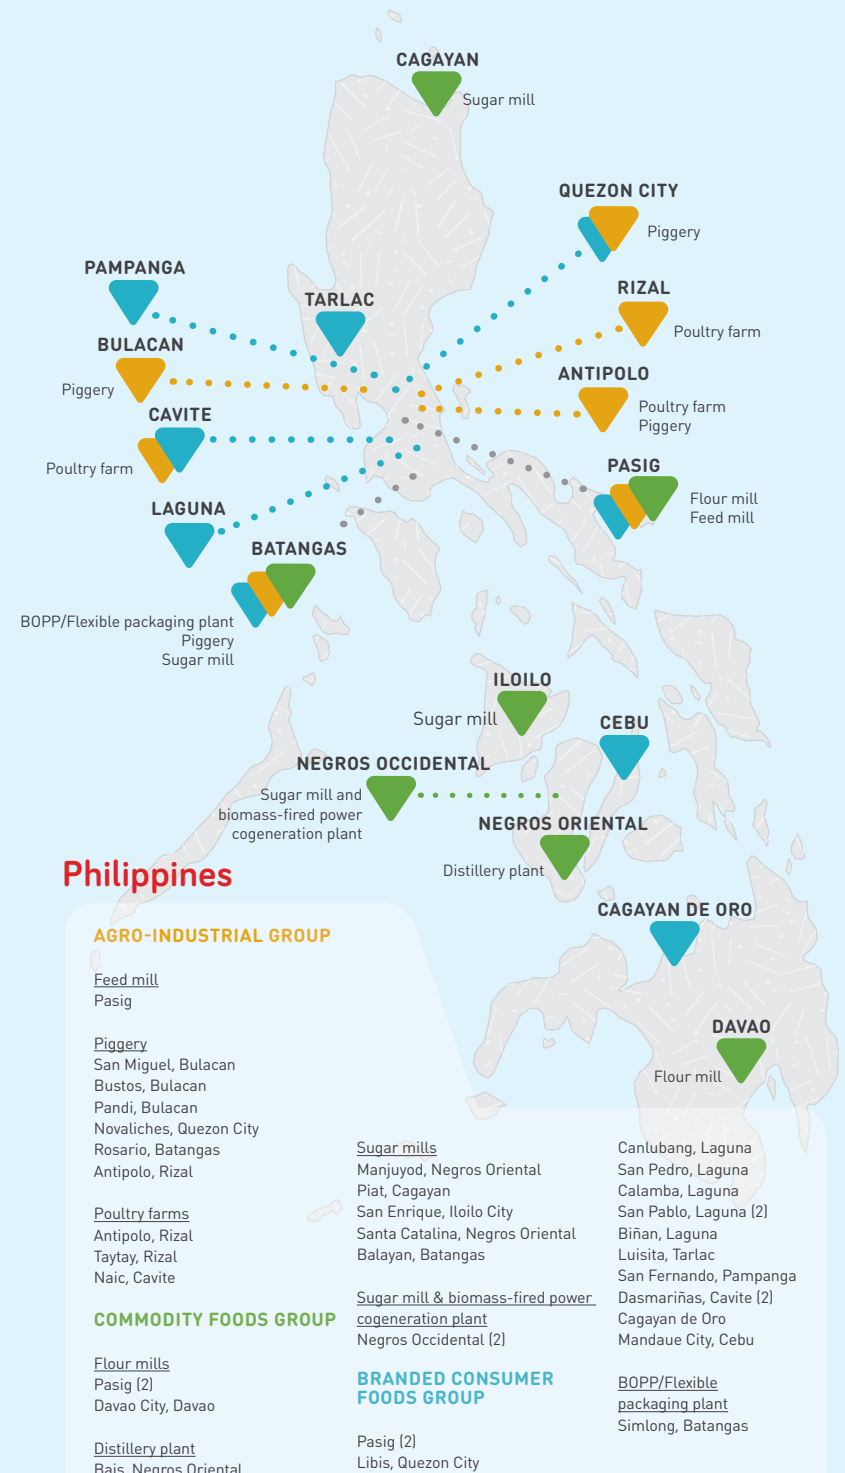 CAGAYAN
Sugar mill
QUEZON CITY
Piggery
PAMPANGA
RIZAL
TARLAC
Poultry farm
BULACAN
Piggery
ANTIPOLO
Poultry farm
Piggery
CAVITE
Poultry farm
PASIG
Flour mill
Feed mill
LAGUNA
BATANGAS
BOPP/Flexible packaging plant
Piggery
Sugar mill
ILOILO
Sugar mill
CEBU
NEGROS OCCIDENTAL
Sugar mill and
biomass-fired power
cogeneration plant
NEGROS ORIENTAL
Distillery plant
CAGAYAN DE ORO
DAVAO
Flour mill
Philippines
AGRO-INDUSTRIAL GROUP
Feed mill
Pasig
Piggery
San Miguel, Bulacan
Bustos, Bulacan
Pandi, Bulacan
Novaliches, Quezon City
Rosario, Batangas
Antipolo, Rizal
Poultry farms
Antipolo, Rizal
Taytay, Rizal
Naic, Cavite
COMMODITY FOODS GROUP
Flour mills
Pasig (2)
Davao City, Davao
Distillery plant
Bais, Negros Oriental
Sugar mills
Manjuyod, Negros Oriental
Piat, Cagayan
San Enrique, Iloilo City
Santa Catalina, Negros Oriental
Balayan, Batangas
Sugar mill & biomass-fired power
cogeneration plant
Negros Occidental (2)
BRANDED CONSUMER
FOODS GROUP
Pasig (2)
Libis, Quezon City
Canlubang, Laguna
San Pedro, Laguna
Calamba, Laguna
San Pablo, Laguna (2)
Biñan, Laguna
Luisita, Tarlac
San Fernando, Pampanga
Dasmariñas, Cavite (2)
Cagayan de Oro
Mandaue City, Cebu
BOPP/Flexible
packaging plant
Simlong, Batangas